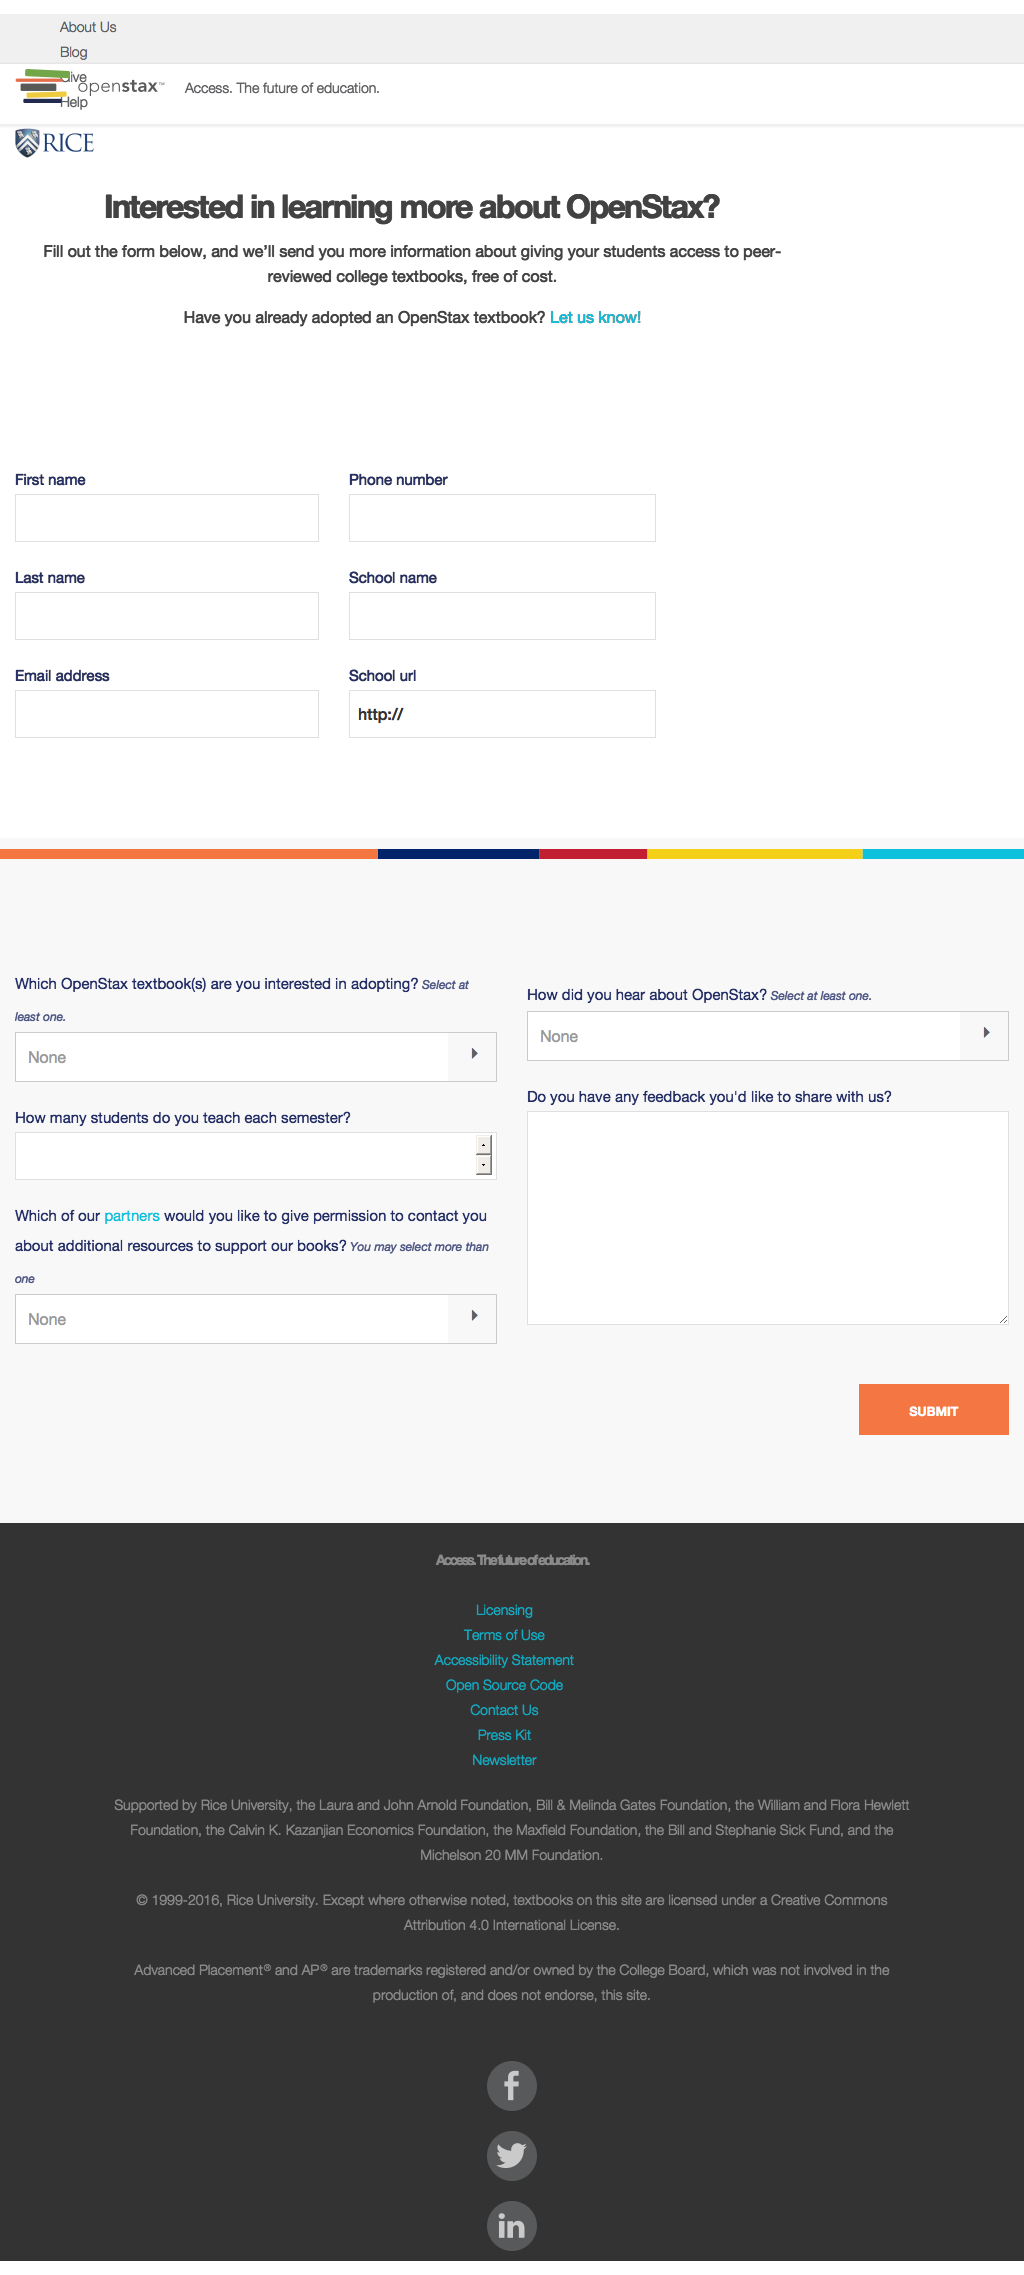 About Us
Blog
Give
openstax™ Access. The future of education.
Help
RICE
Interested in learning more about OpenStax?
Fill out the form below, and we’ll send you more information about giving your students access to peer-
reviewed college textbooks, free of cost.
Have you already adopted an OpenStax textbook? Let us know!
First name
Phone number
Last name
School name
Email address
School url
http://
Which OpenStax textbook(s) are you interested in adopting? Select at
least one.
None
How many students do you teach each semester?
Which of our partners would you like to give permission to contact you
about additional resources to support our books? You may select more than
one
None
How did you hear about OpenStax? Select at least one.
None
Do you have any feedback you'd like to share with us?
SUBMIT
Access. The future of education.
Licensing
Terms of Use
Accessibility Statement
Open Source Code
Contact Us
Press Kit
Newsletter
Supported by Rice University, the Laura and John Arnold Foundation, Bill & Melinda Gates Foundation, the William and Flora Hewlett
Foundation, the Calvin K. Kazanjian Economics Foundation, the Maxfield Foundation, the Bill and Stephanie Sick Fund, and the
Michelson 20 MM Foundation.
© 1999-2016, Rice University. Except where otherwise noted, textbooks on this site are licensed under a Creative Commons
Attribution 4.0 International License.
Advanced Placement® and AP® are trademarks registered and/or owned by the College Board, which was not involved in the
production of, and does not endorse, this site.